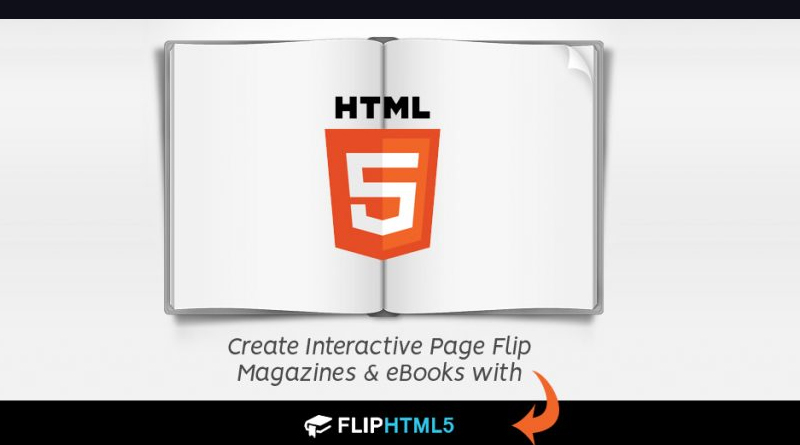 HTML
5
Create Interactive Page Flip
Magazines & eBooks with
FLIPHTML5